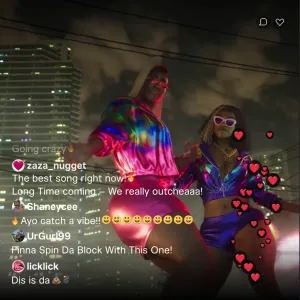 Going crazy🔥
zaza_nugget
The best song right now!🔥
Long Time coming - We really outcheaaa!
Shaneycee
🔥Ayo catch a vibe!!😃😃😃😃😃😃😃😃😃
UrGurl99
Finna Spin Da Block With This One!
licklick
Dis is da